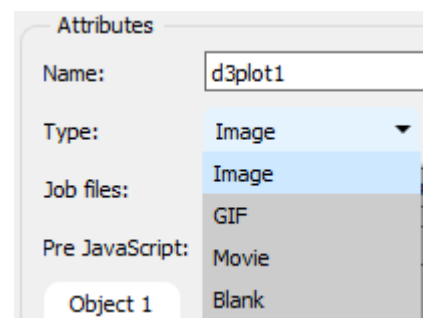 Attributes
Name: d3plot1
Type: Image
Image
Job files:
GIF
Pre JavaScript:
Movie
Object 1
Blank